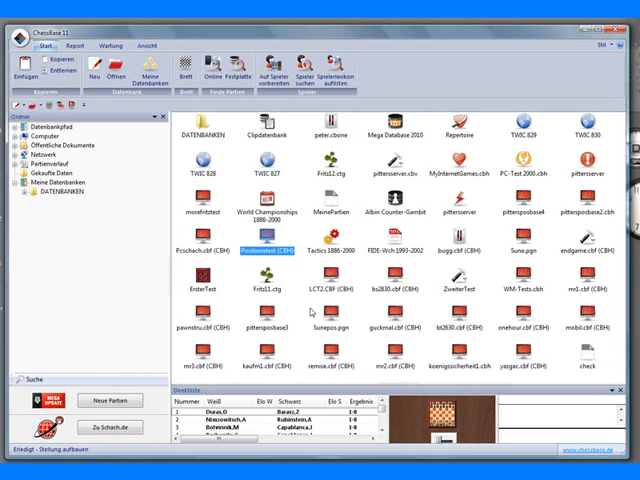 ChessBase 11
Start Report Wartung Ansicht Stil
Einfügen Kopieren Entfernen Neu Öffnen Meine Datenbanken Brett Online Festplatte Auf Spieler vorbereiten Spieler suchen Spielerlexikon auflisten
Kopieren Datenbank Brett Finde Partien Spieler
Ordner
Datenbankpfad
Computer
Öffentliche Dokumente
Netzwerk
Partienverlauf
Gekaufte Daten
Meine Datenbanken
DATENBANKEN
DATENBANKEN Clipdatenbank peter.cbone Mega Database 2010 Repertoire TWIC 829 TWIC 830
TWIC 828 TWIC 827 Fritz12.ctg pittersserver.cbv MyInternetGames.cbh PC-Test 2000.cbh pittersserver
morefritztest World Championships 1886-2000 MeinePartien Albin Counter-Gambit pittersserver pittersposbase4 pittersposbase2.cbh
Pcschach.cbf (CBH) Positionstest (CBH) Tactics 1886-2000 FIDE-Wch 1993-2002 bugg.cbf (CBH) Sune.pgn endgame.cbf (CBH)
ErsterTest Fritz11.ctg LCT2.CBF (CBH) bs2830.cbf (CBH) ZweiterTest WM-Tests.cbh mr1.cbf (CBH)
pawnstru.cbf (CBH) pittersposbase3 Sunepos.pgn guckmal.cbf (CBH) bt2630.cbf (CBH) onehour.cbf (CBH) mobil.cbf (CBH)
mr3.cbf (CBH) kaufm1.cbf (CBH) remise.cbf (CBH) mr2.cbf (CBH) koenigssicherheit1.cbh yazgac.cbf (CBH) check
Suche
MEGA UPDATE Neue Partien
Zu Schach.de
Direktliste
Nummer Weiß Elo W Schwarz Elo S Ergebnis
1 Duras,O Barasz,Z 1-0
2 Nimzowitsch,A Rubinstein,A 1-0
3 Botvinnik,M Capablanca,J 1-0
Erledigt - Stellung aufbauen www.chessbase.de